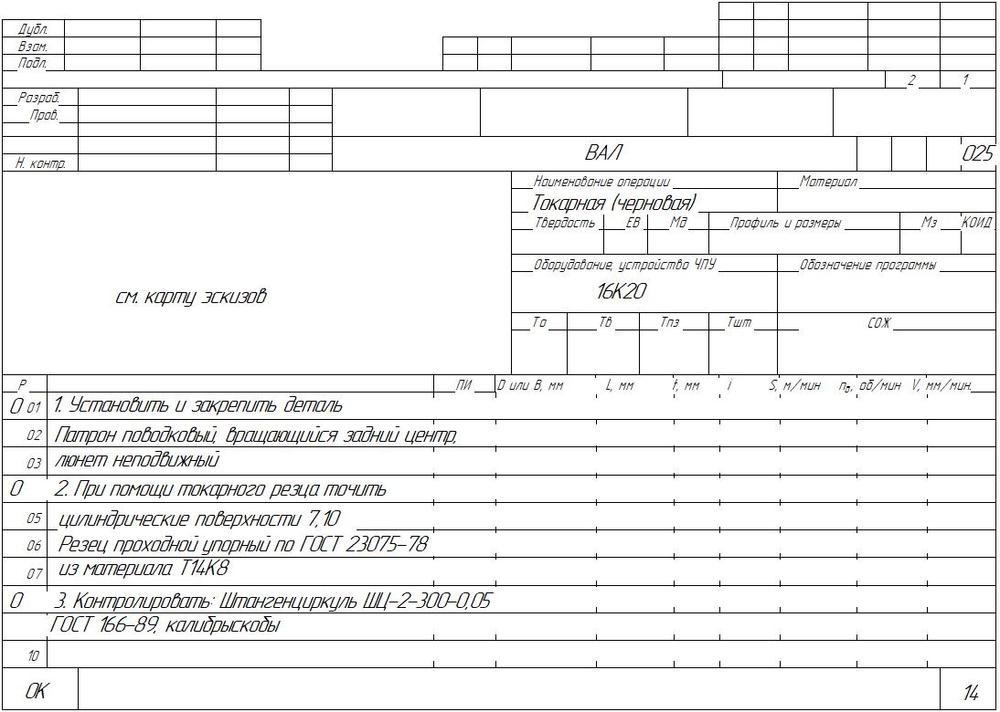 Дубл.
Взам.
Подл.
2 1
Разраб.
Пров.
Н. контр.
ВАЛ 025
Наименование операции Материал
Токарная (черновая)
Твердость ЕВ Мд Профиль и размеры Мз КОИД
Оборудование, устройство ЧПУ Обозначение программы
16К20
см. карту эскизов
То Тв Тпз Тшт СОЖ
Р ПИ D или B, мм L, мм t, мм i S, м/мин n, об/мин V, мм/мин.
О 01 1. Установить и закрепить деталь
02 Патрон поводковый, вращающийся задний центр,
03 люнет неподвижный
О 2. При помощи токарного резца точить
05 цилиндрические поверхности 7,10
06 Резец проходной упорный по ГОСТ 23075-78
07 из материала Т14К8
О 3. Контролировать: Штангенциркуль ШЦ-2-300-0,05
ГОСТ 166-89, калибрыскобы
10
ОК 14